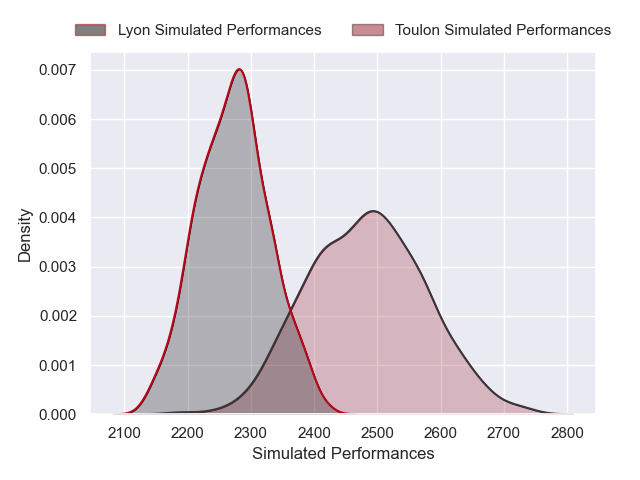 Lyon Simulated Performances Toulon Simulated Performances
0.007
0.006
0.005
0.004
0.003
0.002
0.001
0.000
Density
2100 2200 2300 2400 2500 2600 2700 2800
Simulated Performances